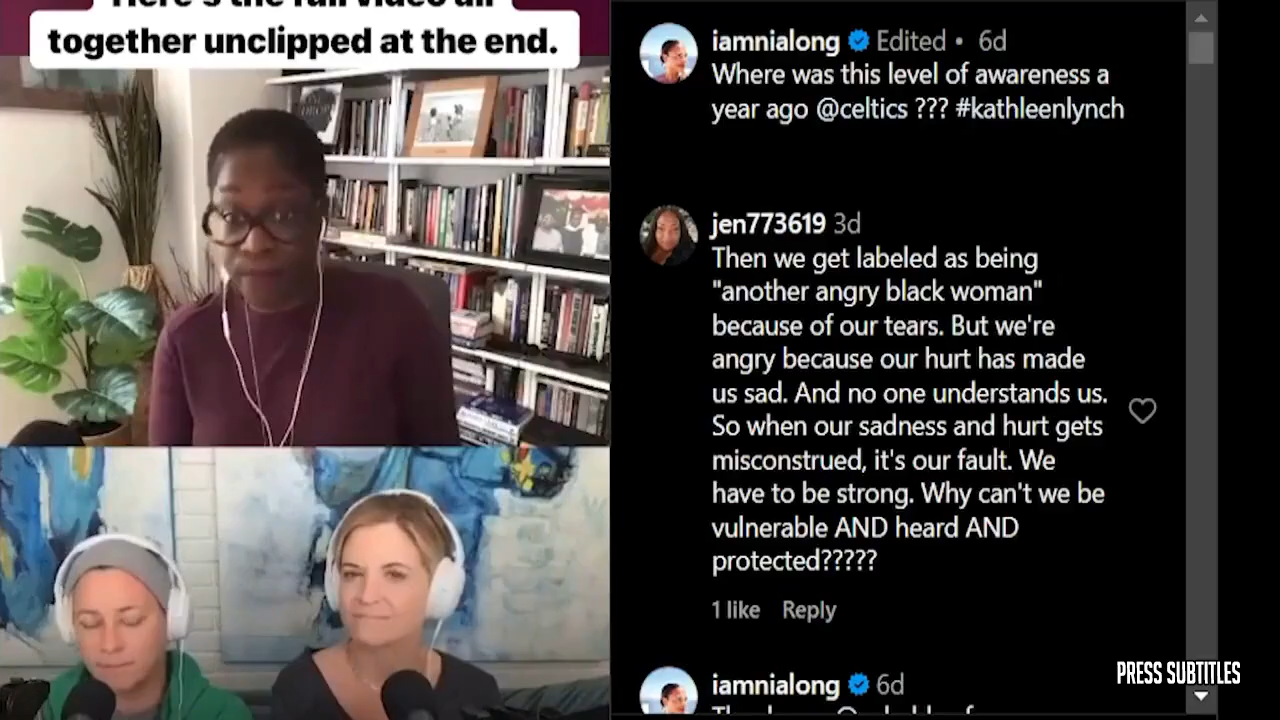 Here's the full video all
together unclipped at the end.
iamnialong Edited • 6d
Where was this level of awareness a
year ago @celtics ??? #kathleenlynch
jen773619 3d
Then we get labeled as being
"another angry black woman"
because of our tears. But we're
angry because our hurt has made
us sad. And no one understands us.
So when our sadness and hurt gets
misconstrued, it's our fault. We
have to be strong. Why can't we be
vulnerable AND heard AND
protected?????
1 like Reply
iamnialong 6d
PRESS SUBTITLES